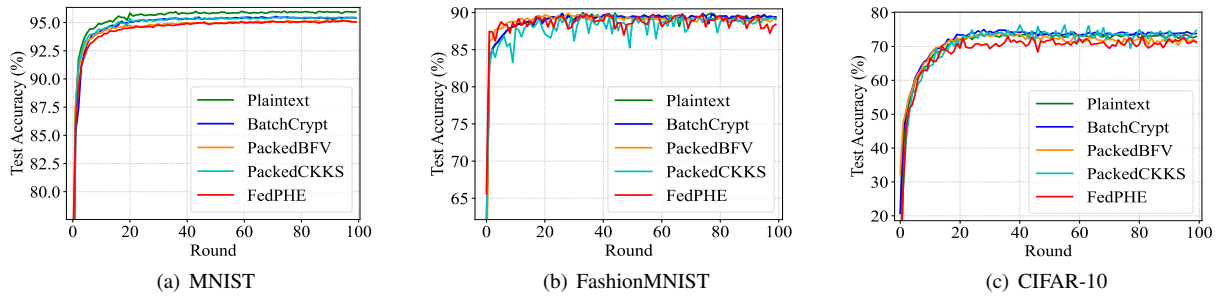 Test Accuracy (%)
95.0
92.5
90.0
87.5
85.0
82.5
80.0
0 20 40 60 80 100
Round
Plaintext
BatchCrypt
PackedBFV
PackedCKKS
FedPHE
(a) MNIST
Test Accuracy (%)
90
85
80
75
70
65
0 20 40 60 80 100
Round
Plaintext
BatchCrypt
PackedBFV
PackedCKKS
FedPHE
(b) FashionMNIST
Test Accuracy (%)
80
70
60
50
40
30
20
0 20 40 60 80 100
Round
Plaintext
BatchCrypt
PackedBFV
PackedCKKS
FedPHE
(c) CIFAR-10